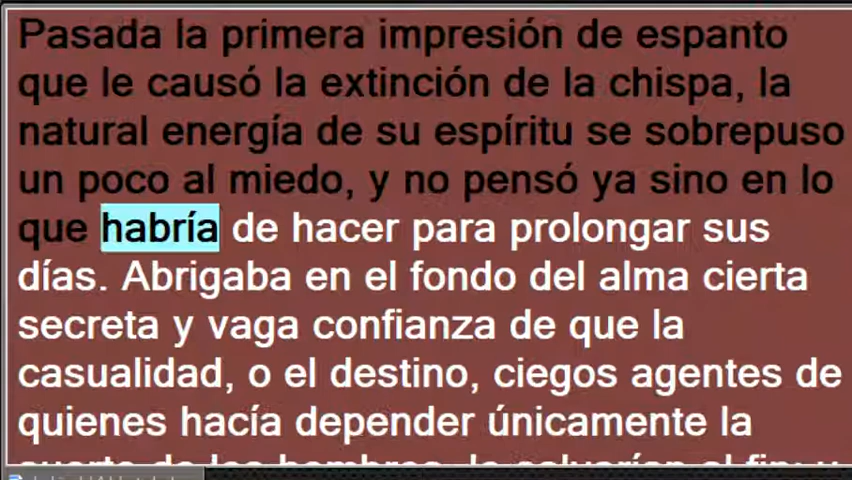 Pasada la primera impresión de espanto
que le causó la extinción de la chispa, la
natural energía de su espíritu se sobrepuso
un poco al miedo, y no pensó ya sino en lo
que habría de hacer para prolongar sus
días. Abrigaba en el fondo del alma cierta
secreta y vaga confianza de que la
casualidad, o el destino, ciegos agentes de
quienes hacía depender únicamente la